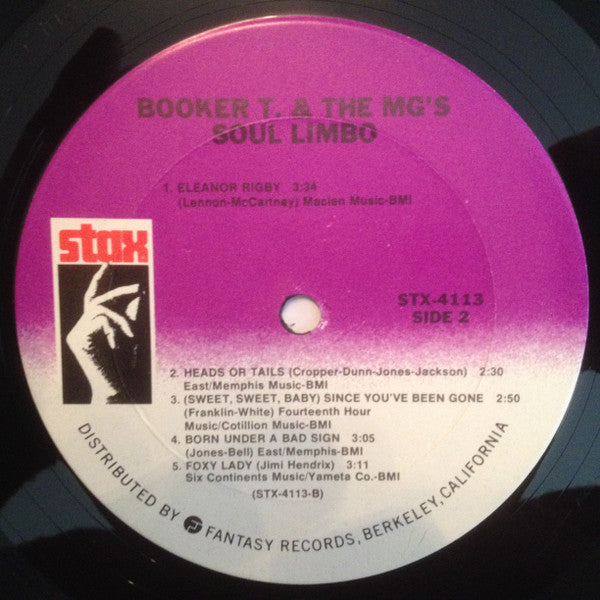 BOOKER T. & THE MG'S
SOUL LIMBO
1. ELEANOR RIGBY 3:34
(Lennon-McCartney) Maclen Music-BMI
stax
STX-4113
SIDE 2
2. HEADS OR TAILS (Cropper-Dunn-Jones-Jackson) 2:30
East/Memphis Music-BMI
3. (SWEET, SWEET, BABY) SINCE YOU'VE BEEN GONE 2:50
(Franklin-White) Fourteenth Hour
Music/Cotillion Music-BMI
4. BORN UNDER A BAD SIGN 3:05
(Jones-Bell) East/Memphis-BMI
5. FOXY LADY (Jimi Hendrix) 3:11
Six Continents Music/Yameta Co.-BMI
(STX-4113-B)
DISTRIBUTED BY FANTASY RECORDS, BERKELEY, CALIFORNIA